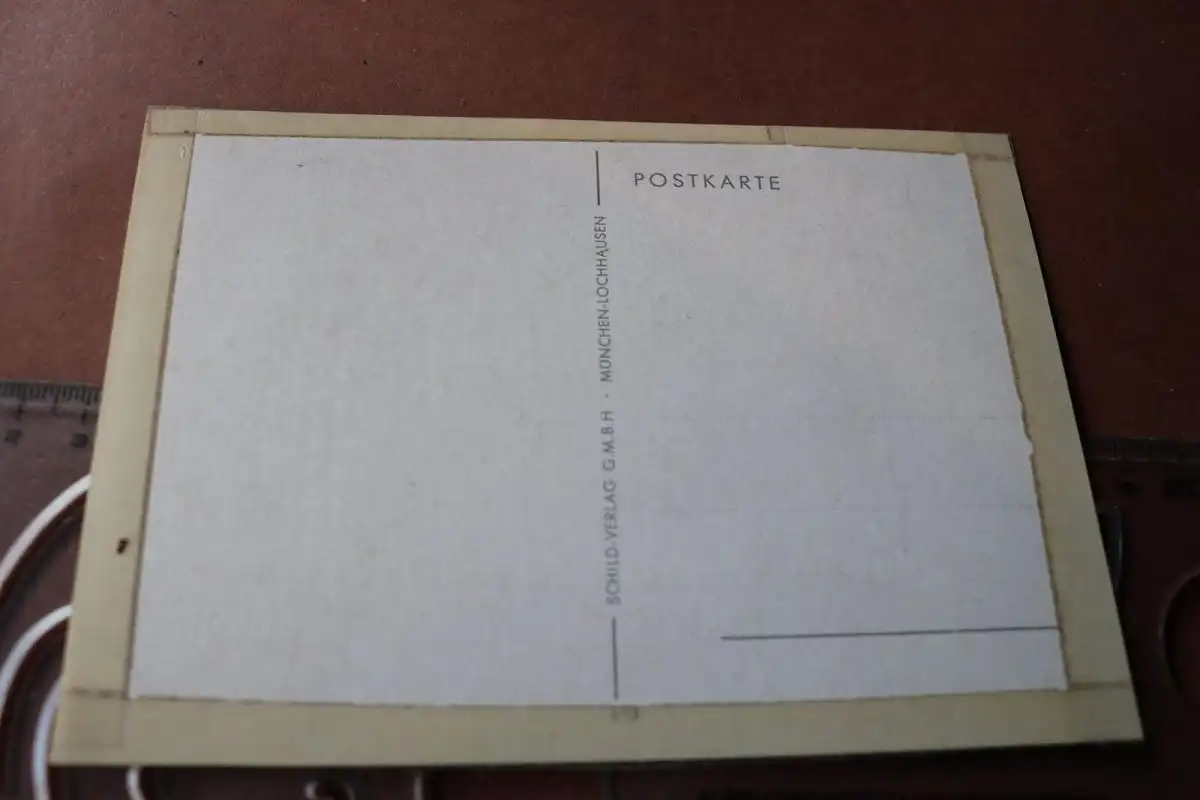 POSTKARTE
SCHILD-VERLAG G.M.B.H · MÜNCHEN-LOCHHAUSEN